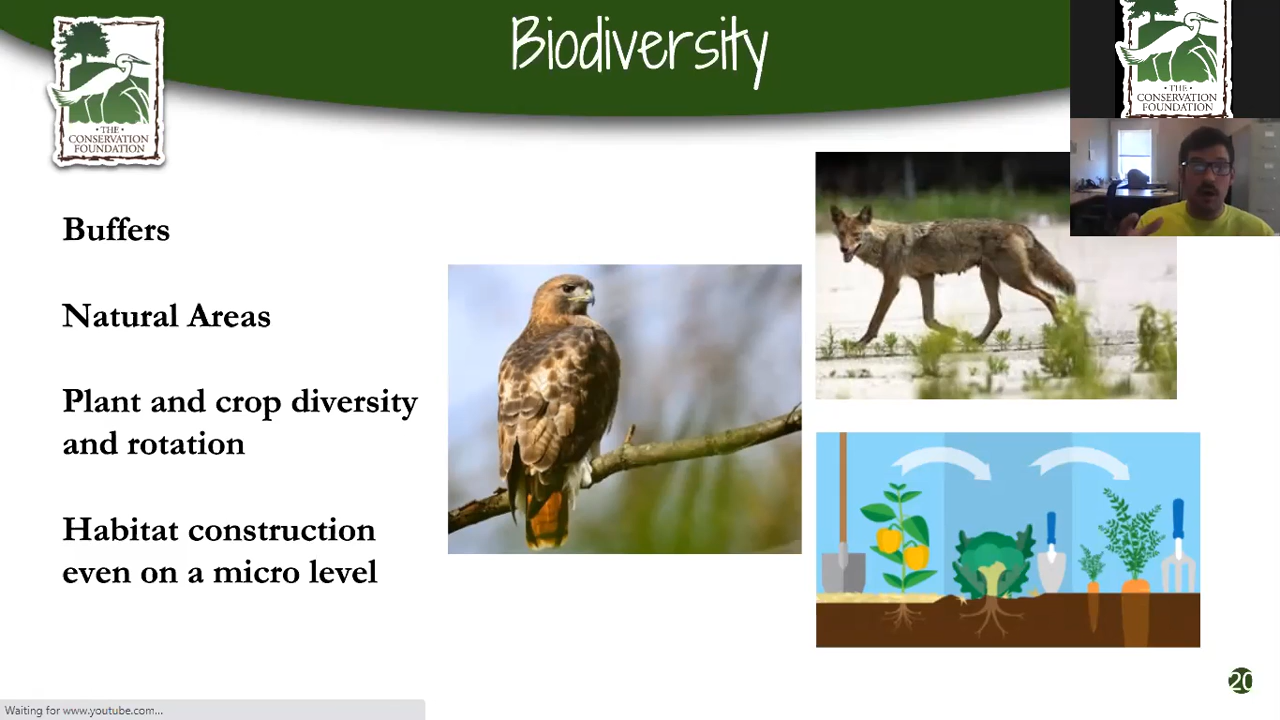 Biodiversity
· THE ·
CONSERVATION
FOUNDATION
· THE ·
CONSERVATION
FOUNDATION
Buffers
Natural Areas
Plant and crop diversity
and rotation
Habitat construction
even on a micro level
20
Waiting for www.youtube.com...